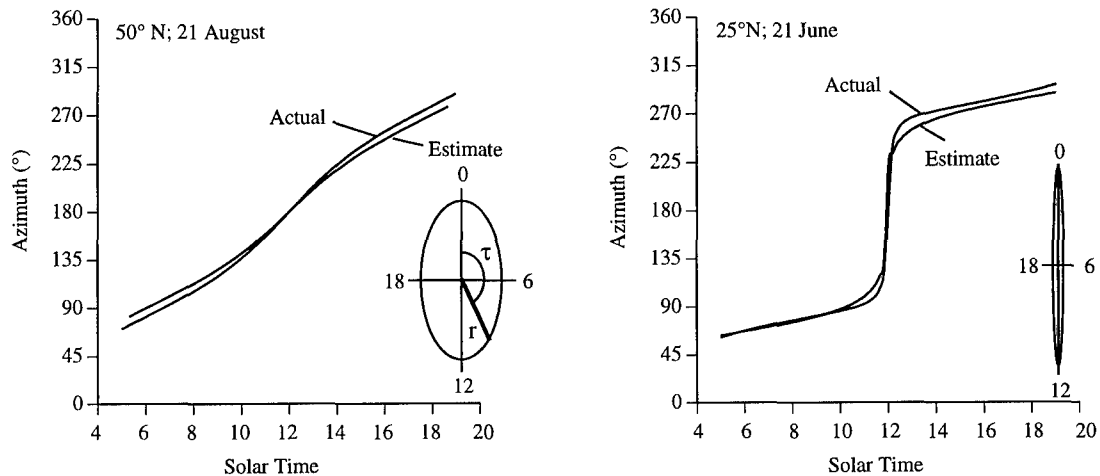 50° N; 21 August
Azimuth (°)
360
315
270
225
180
135
90
45
0
Actual
Estimate
0
τ
18
6
r
12
4 6 8 10 12 14 16 18 20
Solar Time
25°N; 21 June
Azimuth (°)
360
315
270
225
180
135
90
45
0
Actual
Estimate
0
18
6
12
4 6 8 10 12 14 16 18 20
Solar Time